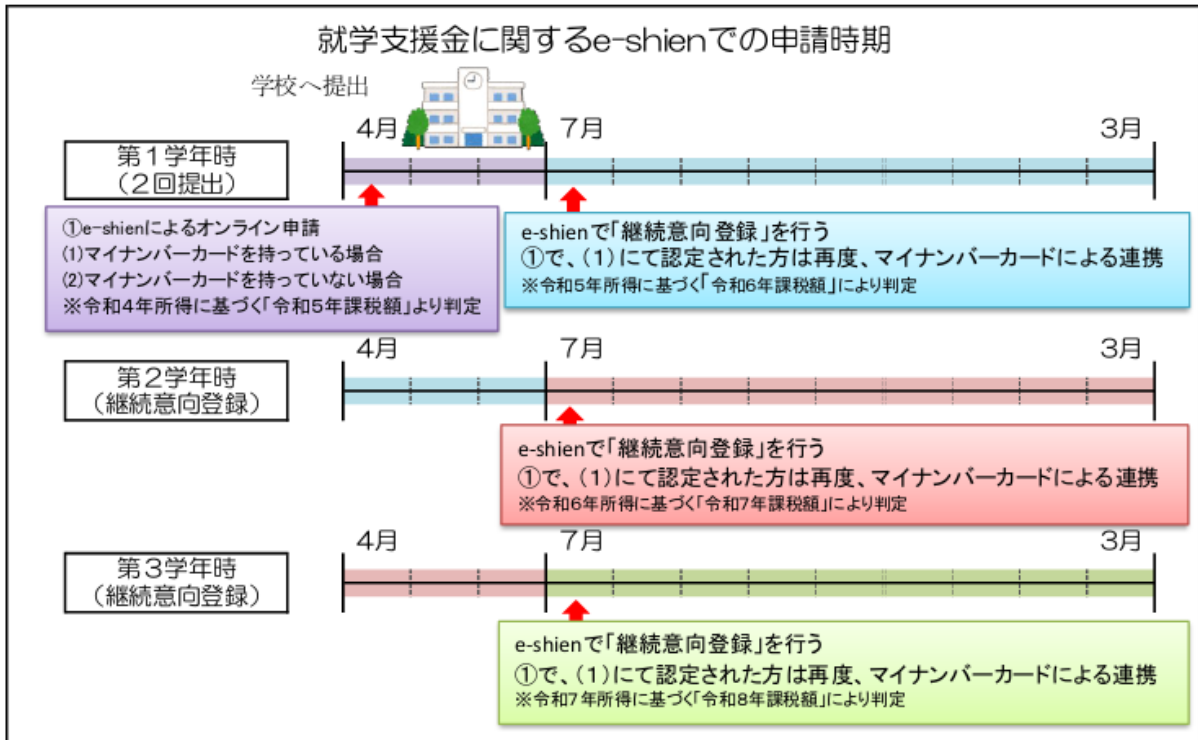 就学支援金に関するe-shienでの申請時期
学校へ提出
4月
7月
3月
第1学年時
(2回提出)
①e-shienによるオンライン申請
(1)マイナンバーカードを持っている場合
(2)マイナンバーカードを持っていない場合
※令和4年所得に基づく「令和5年課税額」より判定
e-shienで「継続意向登録」を行う
①で、(1)にて認定された方は再度、マイナンバーカードによる連携
※令和5年所得に基づく「令和6年課税額」により判定
4月
7月
3月
第2学年時
(継続意向登録)
e-shienで「継続意向登録」を行う
①で、(1)にて認定された方は再度、マイナンバーカードによる連携
※令和6年所得に基づく「令和7年課税額」により判定
4月
7月
3月
第3学年時
(継続意向登録)
e-shienで「継続意向登録」を行う
①で、(1)にて認定された方は再度、マイナンバーカードによる連携
※令和7年所得に基づく「令和8年課税額」により判定